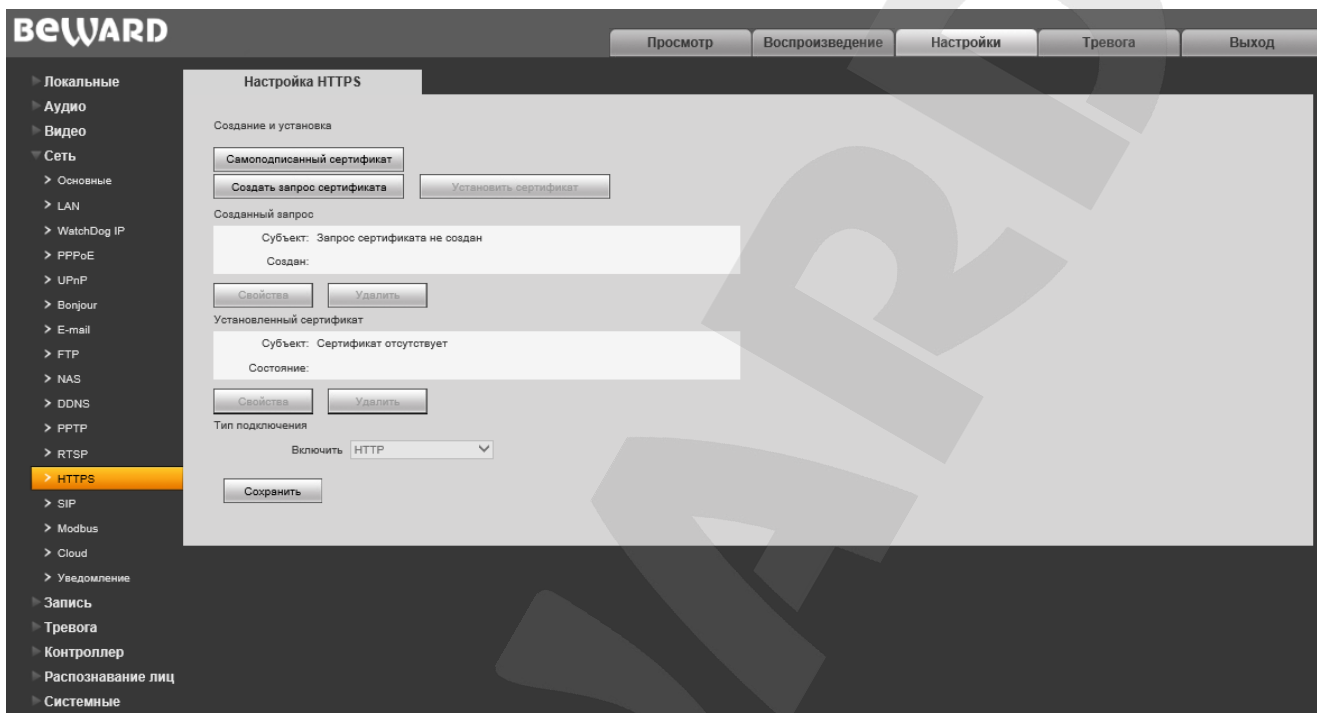 BEWARD
Просмотр Воспроизведение Настройки Тревога Выход
Локальные
Аудио
Видео
Сеть
Основные
LAN
WatchDog IP
PPPoE
UPnP
Bonjour
E-mail
FTP
NAS
DDNS
PPTP
RTSP
HTTPS
SIP
Modbus
Cloud
Уведомление
Запись
Тревога
Контроллер
Распознавание лиц
Системные
Настройка HTTPS
Создание и установка
Самоподписанный сертификат
Создать запрос сертификата Установить сертификат
Созданный запрос
Субъект: Запрос сертификата не создан
Создан:
Свойства Удалить
Установленный сертификат
Субъект: Сертификат отсутствует
Состояние:
Свойства Удалить
Тип подключения
Включить HTTP
Сохранить